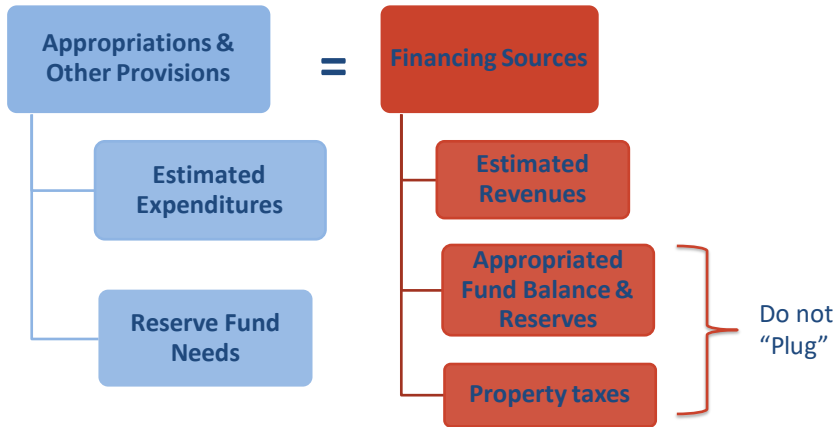 Appropriations &
Other Provisions
=
Financing Sources
Estimated
Expenditures
Reserve Fund
Needs
Estimated
Revenues
Appropriated
Fund Balance &
Reserves
Property taxes
Do not
“Plug”